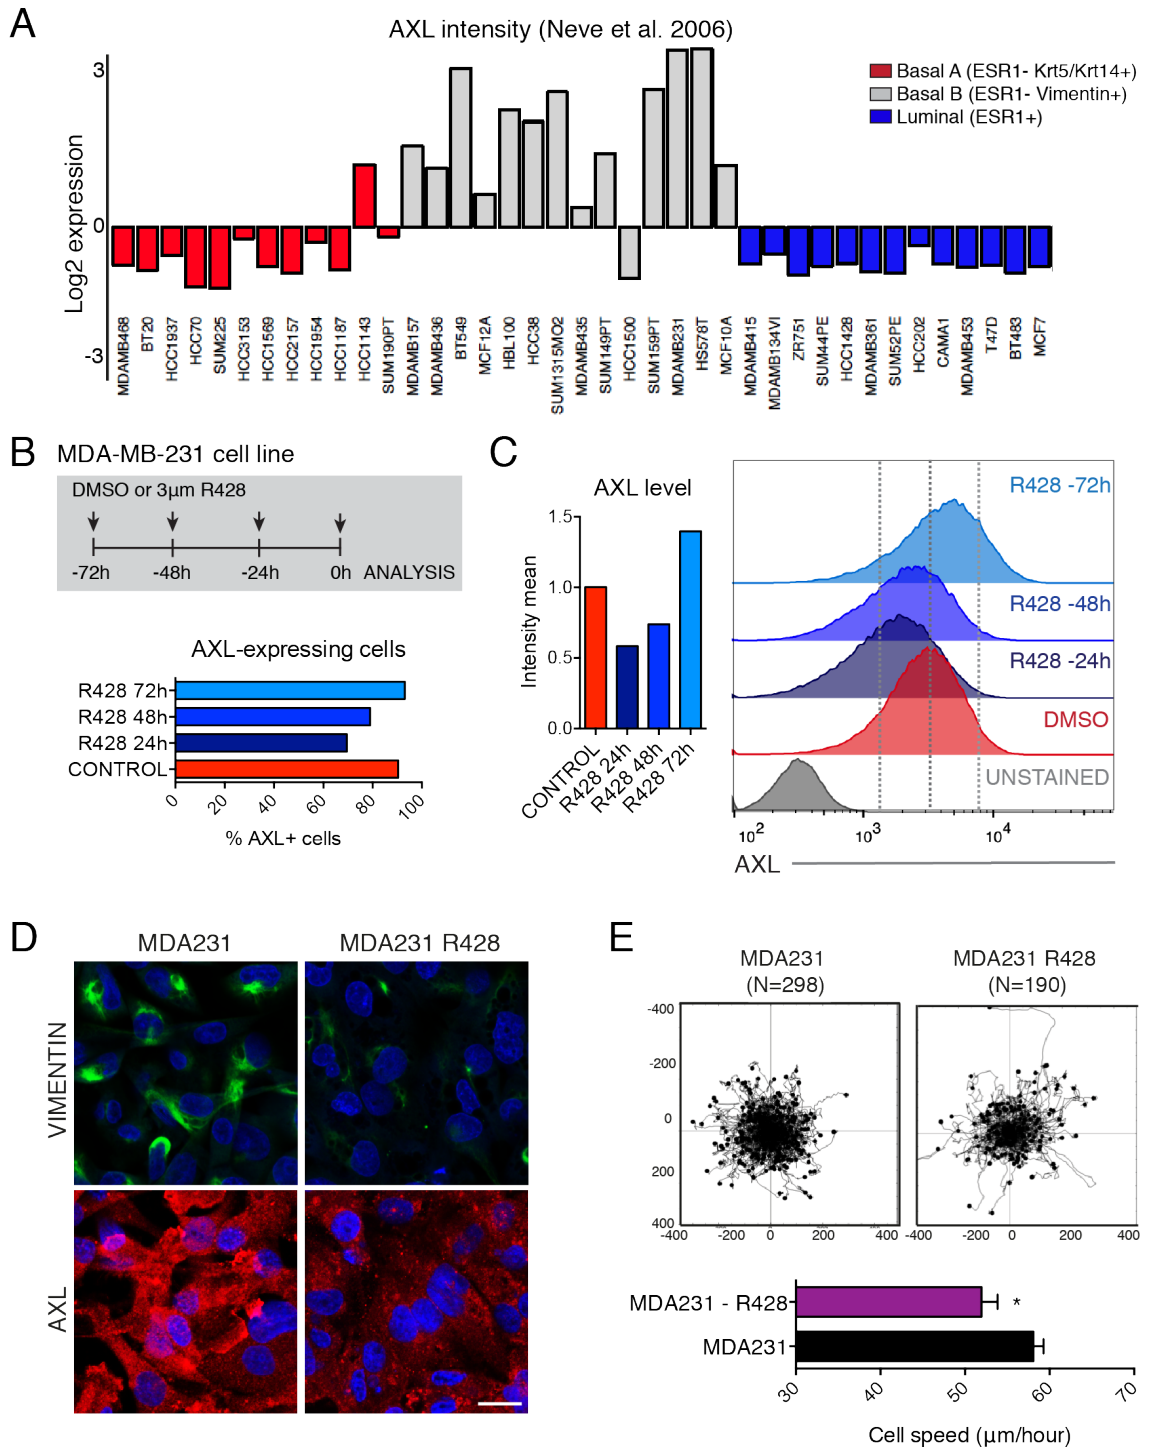 A
AXL intensity (Neve et al. 2006)
Basal A (ESR1- Krt5/Krt14+)
Basal B (ESR1- Vimentin+)
Luminal (ESR1+)
Log2 expression
3
0
-3
MDAMB468
BT20
HCC1937
HCC70
SUM225
HCC3153
HCC1569
HCC2157
HCC1954
HCC1187
HCC1143
SUM190PT
MDAMB157
MDAMB436
BT549
MCF12A
HBL100
HCC38
SUM1315MO2
MDAMB435
SUM149PT
HCC1500
SUM159PT
MDAMB231
HS578T
MCF10A
MDAMB415
MDAMB134VI
ZR751
SUM44PE
HCC1428
MDAMB361
SUM52PE
HCC202
CAMA1
MDAMB453
T47D
BT483
MCF7
B
MDA-MB-231 cell line
DMSO or 3µm R428
-72h -48h -24h 0h ANALYSIS
AXL-expressing cells
R428 72h
R428 48h
R428 24h
CONTROL
0 20 40 60 80 100
% AXL+ cells
C
AXL level
Intensity mean
1.5
1.0
0.5
0.0
CONTROL
R428 24h
R428 48h
R428 72h
R428 -72h
R428 -48h
R428 -24h
DMSO
UNSTAINED
10² 10³ 10⁴
AXL
D
MDA231 MDA231 R428
VIMENTIN
AXL
E
MDA231
(N=298)
MDA231 R428
(N=190)
-400
-200
0
200
400
-400 -200 0 200 400
-400 -200 0 200 400
MDA231 - R428
*
MDA231
30 40 50 60 70
Cell speed (µm/hour)